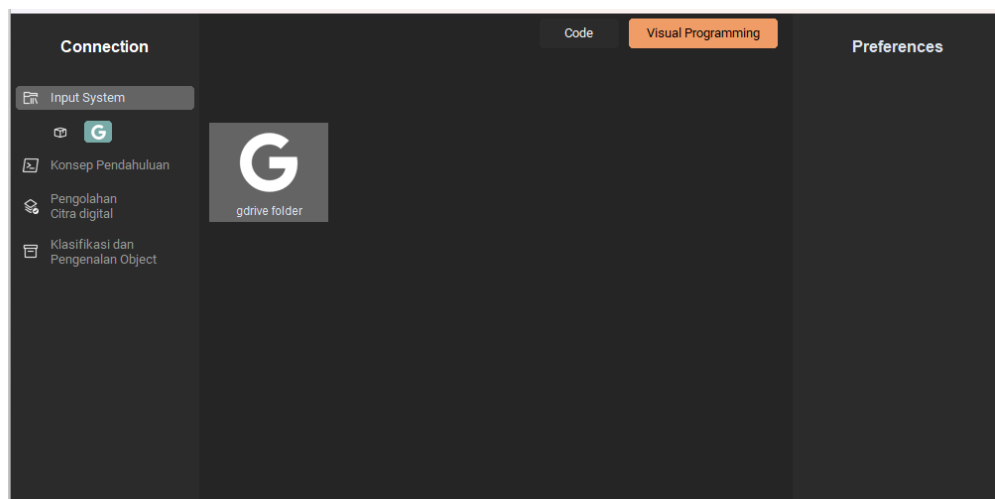 Connection
Input System
G
Konsep Pendahuluan
Pengolahan
Citra digital
Klasifikasi dan
Pengenalan Object
Code
Visual Programming
G
gdrive folder
Preferences